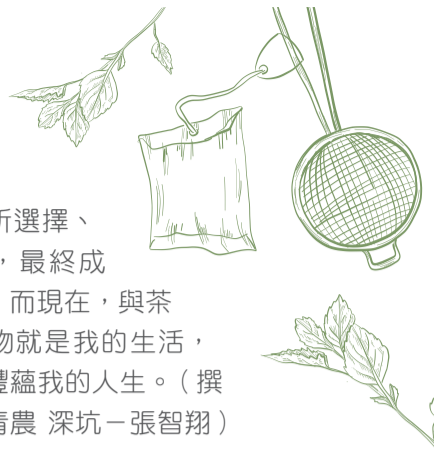 所選擇、
，最終成
而現在，與茶
物就是我的生活，
豐蘊我的人生。（撰
青農 深坑－張智翔）